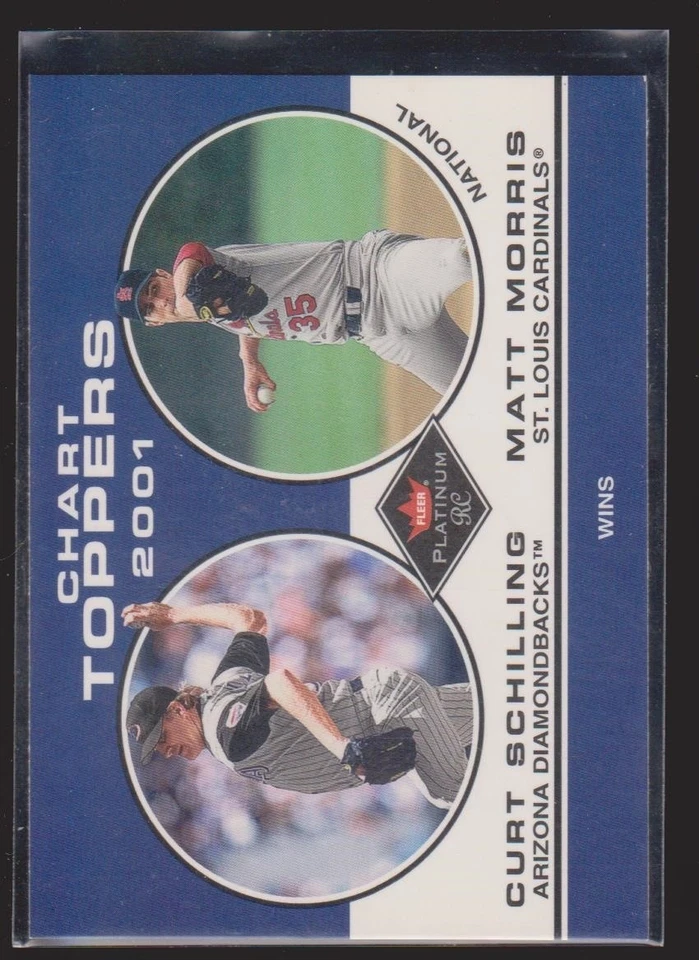 CHART
TOPPERS
2001
NATIONAL
35
FLEER®
PLATINUM
RC
CURT SCHILLING
ARIZONA DIAMONDBACKS™
MATT MORRIS
ST. LOUIS CARDINALS®
WINS